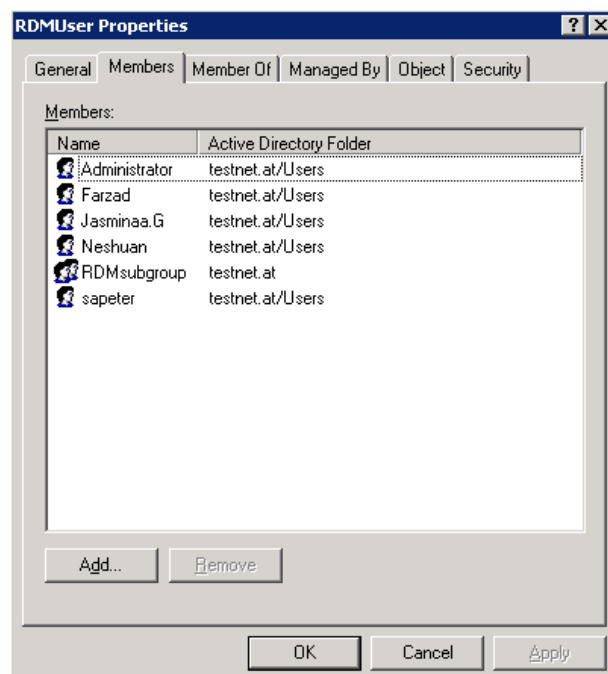 RDMUser Properties
General Members Member Of Managed By Object Security
Members:
Name Active Directory Folder
Administrator testnet.at/Users
Farzad testnet.at/Users
Jasminaa.G testnet.at/Users
Neshuan testnet.at/Users
RDMsubgroup testnet.at
sapeter testnet.at/Users
Add... Remove
OK Cancel Apply